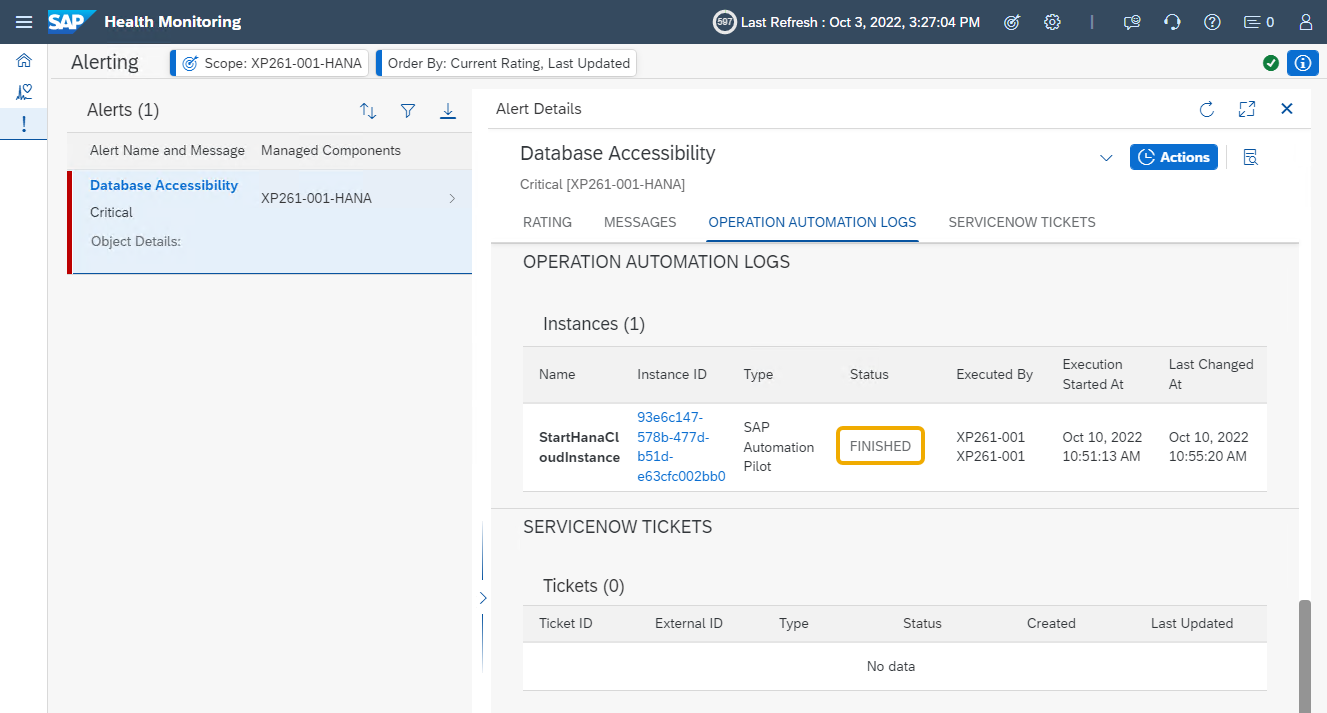 SAP Health Monitoring
597 Last Refresh : Oct 3, 2022, 3:27:04 PM
0
Alerting
Scope: XP261-001-HANA
Order By: Current Rating, Last Updated
Alerts (1)
Alert Name and Message
Managed Components
Database Accessibility
Critical
Object Details:
XP261-001-HANA
Alert Details
Database Accessibility
Critical [XP261-001-HANA]
Actions
RATING
MESSAGES
OPERATION AUTOMATION LOGS
SERVICENOW TICKETS
OPERATION AUTOMATION LOGS
Instances (1)
Name
Instance ID
Type
Status
Executed By
Execution
Started At
Last Changed
At
StartHanaCl
oudInstance
93e6c147-
578b-477d-
b51d-
e63cfc002bb0
SAP
Automation
Pilot
FINISHED
XP261-001
XP261-001
Oct 10, 2022
10:51:13 AM
Oct 10, 2022
10:55:20 AM
SERVICENOW TICKETS
Tickets (0)
Ticket ID
External ID
Type
Status
Created
Last Updated
No data